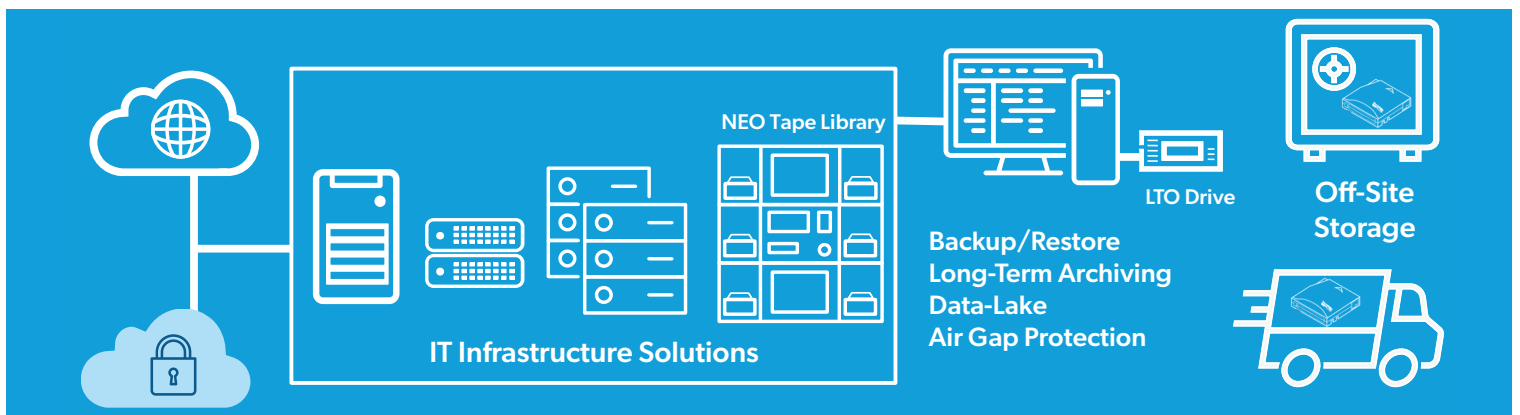 NEO Tape Library
IT Infrastructure Solutions
LTO Drive
Backup/Restore
Long-Term Archiving
Data-Lake
Air Gap Protection
Off-Site
Storage